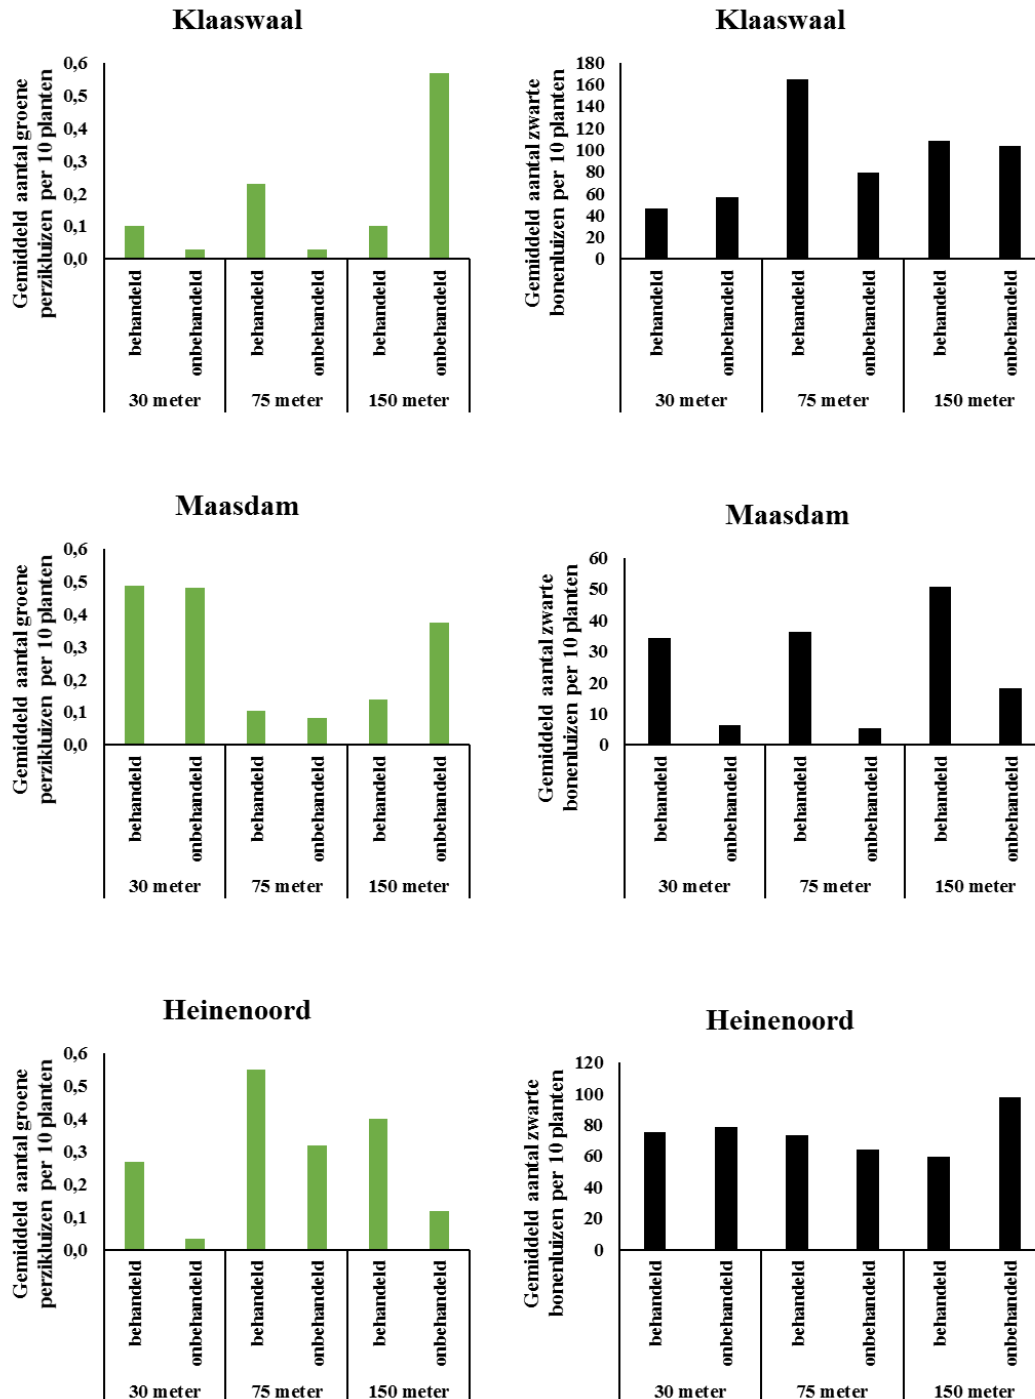 Klaaswaal
Gemiddeld aantal groene
perzikluizen per 10 planten
0,6
0,5
0,4
0,3
0,2
0,1
0,0
behandeld
onbehandeld
behandeld
onbehandeld
behandeld
onbehandeld
30 meter
75 meter
150 meter
Klaaswaal
Gemiddeld aantal zwarte
bonenluizen per 10 planten
180
160
140
120
100
80
60
40
20
0
behandeld
onbehandeld
behandeld
onbehandeld
behandeld
onbehandeld
30 meter
75 meter
150 meter
Maasdam
Gemiddeld aantal groene
perzikluizen per 10 planten
0,6
0,5
0,4
0,3
0,2
0,1
0,0
behandeld
onbehandeld
behandeld
onbehandeld
behandeld
onbehandeld
30 meter
75 meter
150 meter
Maasdam
Gemiddeld aantal zwarte
bonenluizen per 10 planten
60
50
40
30
20
10
0
behandeld
onbehandeld
behandeld
onbehandeld
behandeld
onbehandeld
30 meter
75 meter
150 meter
Heinenoord
Gemiddeld aantal groene
perzikluizen per 10 planten
0,6
0,5
0,4
0,3
0,2
0,1
0,0
behandeld
onbehandeld
behandeld
onbehandeld
behandeld
onbehandeld
30 meter
75 meter
150 meter
Heinenoord
Gemiddeld aantal zwarte
bonenluizen per 10 planten
120
100
80
60
40
20
0
behandeld
onbehandeld
behandeld
onbehandeld
behandeld
onbehandeld
30 meter
75 meter
150 meter